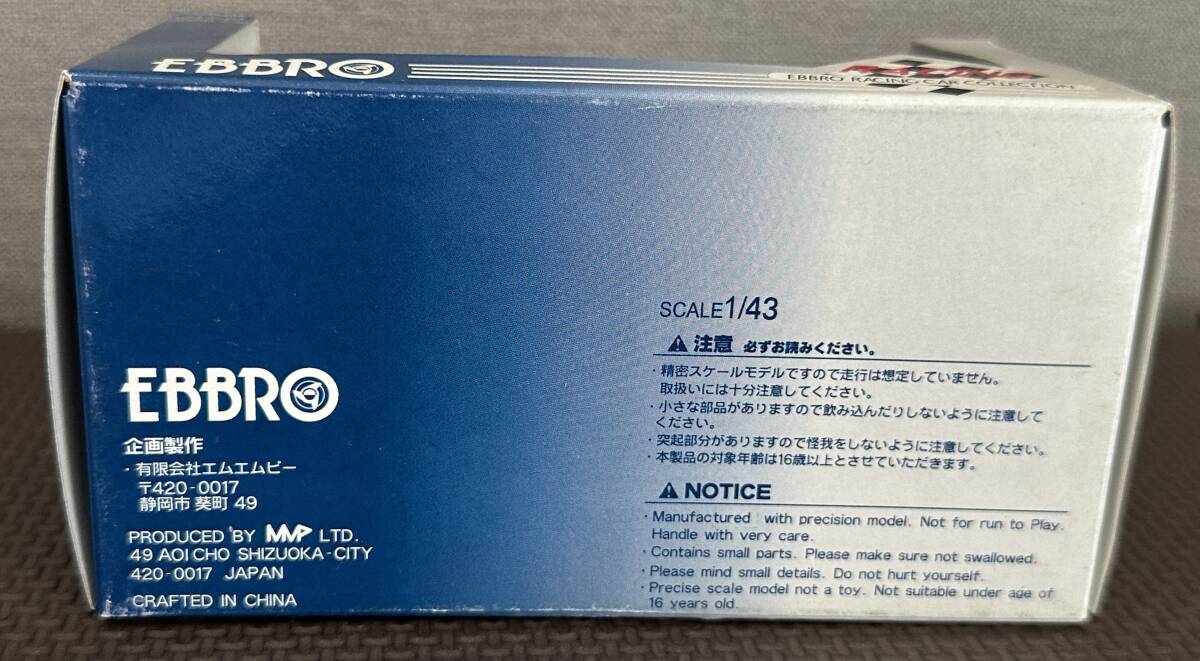 EBBRO
RACING
EBBRO RACING CAR COLLECTION
EBBRO
企画製作
・有限会社エムエムピー
〒420-0017
静岡市 葵町 49
PRODUCED BY MMP LTD.
49 AOI CHO SHIZUOKA-CITY
420-0017 JAPAN
CRAFTED IN CHINA
SCALE1/43
注意 必ずお読みください。
・精密スケールモデルですので走行は想定していません。
取扱いには十分注意してください。
・小さな部品がありますので飲み込んだりしないように注意して
ください。
・突起部分がありますので怪我をしないように注意してください。
・本製品の対象年齢は16歳以上とさせていただきます。
NOTICE
・Manufactured with precision model. Not for run to Play.
Handle with very care.
・Contains small parts. Please make sure not swallowed.
・Please mind small details. Do not hurt yourself.
・Precise scale model not a toy. Not suitable under age of
16 years old.